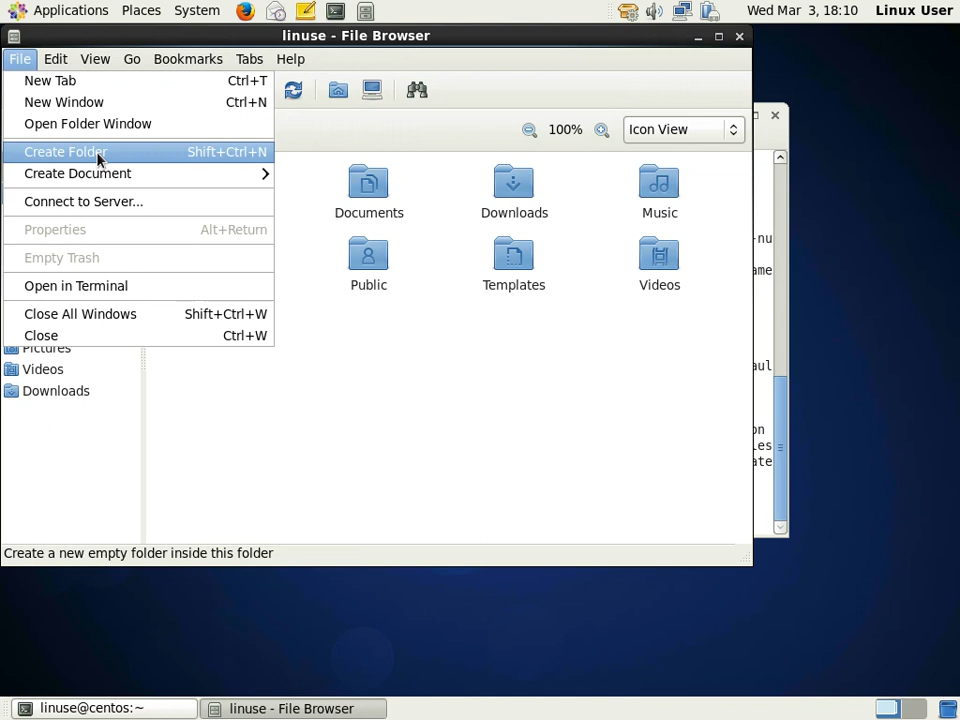 Applications Places System Wed Mar 3, 18:10 Linux User
linuse - File Browser
File Edit View Go Bookmarks Tabs Help
New Tab Ctrl+T
New Window Ctrl+N
Open Folder Window
Create Folder Shift+Ctrl+N
Create Document
Connect to Server...
Properties Alt+Return
Empty Trash
Open in Terminal
Close All Windows Shift+Ctrl+W
Close Ctrl+W
100% Icon View
Documents Downloads Music
Public Templates Videos
Pictures
Videos
Downloads
Create a new empty folder inside this folder
linuse@centos:~ linuse - File Browser